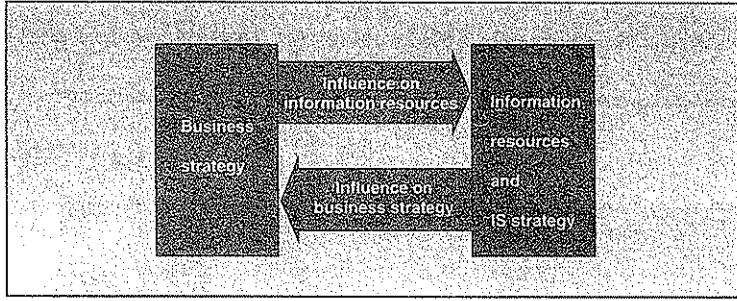 Business
strategy
Influence on
information resources
Influence on
business strategy
Information
resources
and
IS strategy